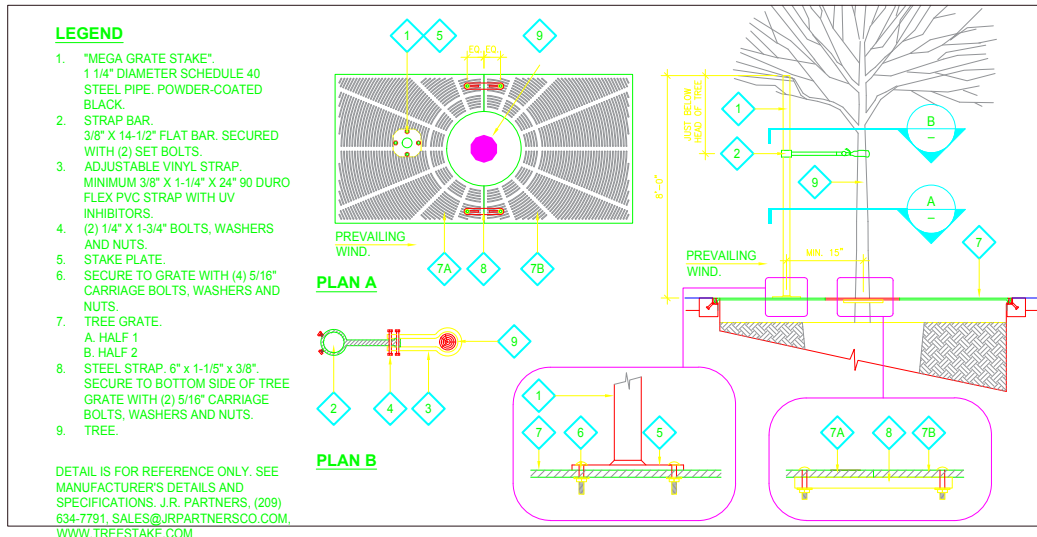 LEGEND
1. "MEGA GRATE STAKE".
1 1/4" DIAMETER SCHEDULE 40
STEEL PIPE. POWDER-COATED
BLACK.
2. STRAP BAR.
3/8" X 14-1/2" FLAT BAR. SECURED
WITH (2) SET BOLTS.
3. ADJUSTABLE VINYL STRAP.
MINIMUM 3/8" X 1-1/4" X 24" 90 DURO
FLEX PVC STRAP WITH UV
INHIBITORS.
4. (2) 1/4" X 1-3/4" BOLTS, WASHERS
AND NUTS.
5. STAKE PLATE.
6. SECURE TO GRATE WITH (4) 5/16"
CARRIAGE BOLTS, WASHERS AND
NUTS.
7. TREE GRATE.
A. HALF 1
B. HALF 2
8. STEEL STRAP. 6" x 1-1/5" x 3/8".
SECURE TO BOTTOM SIDE OF TREE
GRATE WITH (2) 5/16" CARRIAGE
BOLTS, WASHERS AND NUTS.
9. TREE.
DETAIL IS FOR REFERENCE ONLY. SEE
MANUFACTURER'S DETAILS AND
SPECIFICATIONS. J.R. PARTNERS, (209)
634-7791, SALES@JRPARTNERSCO.COM,
WWW.TREESTAKE.COM
1 5 9
EQ. EQ.
PREVAILING
WIND.
7A 8 7B
PLAN A
9
2 4 3
PLAN B
8'-0"
JUST BELOW
HEAD OF TREE
1
2
9
B
–
A
–
PREVAILING
WIND.
MIN. 15"
7
1
7 6 5
7A 8 7B